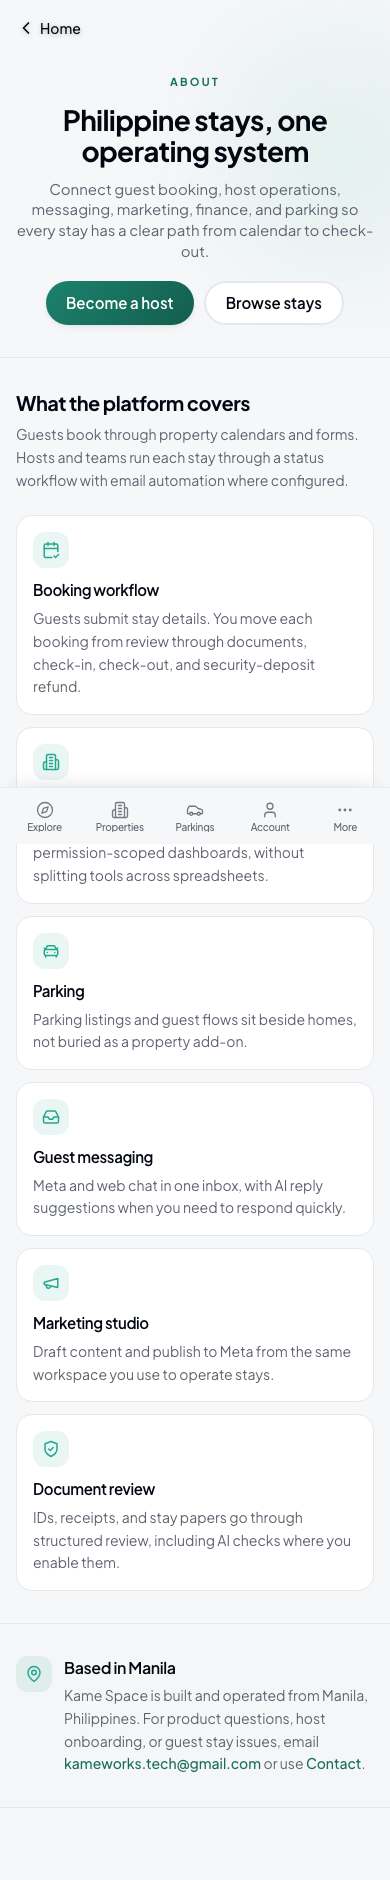 Home
ABOUT
Philippine stays, one
operating system
Connect guest booking, host operations,
messaging, marketing, finance, and parking so
every stay has a clear path from calendar to check-
out.
Become a host
Browse stays
What the platform covers
Guests book through property calendars and forms.
Hosts and teams run each stay through a status
workflow with email automation where configured.
Booking workflow
Guests submit stay details. You move each
booking from review through documents,
check-in, check-out, and security-deposit
refund.
Explore
Properties
Parkings
Account
More
permission-scoped dashboards, without
splitting tools across spreadsheets.
Parking
Parking listings and guest flows sit beside homes,
not buried as a property add-on.
Guest messaging
Meta and web chat in one inbox, with AI reply
suggestions when you need to respond quickly.
Marketing studio
Draft content and publish to Meta from the same
workspace you use to operate stays.
Document review
IDs, receipts, and stay papers go through
structured review, including AI checks where you
enable them.
Based in Manila
Kame Space is built and operated from Manila,
Philippines. For product questions, host
onboarding, or guest stay issues, email
kameworks.tech@gmail.com or use Contact.